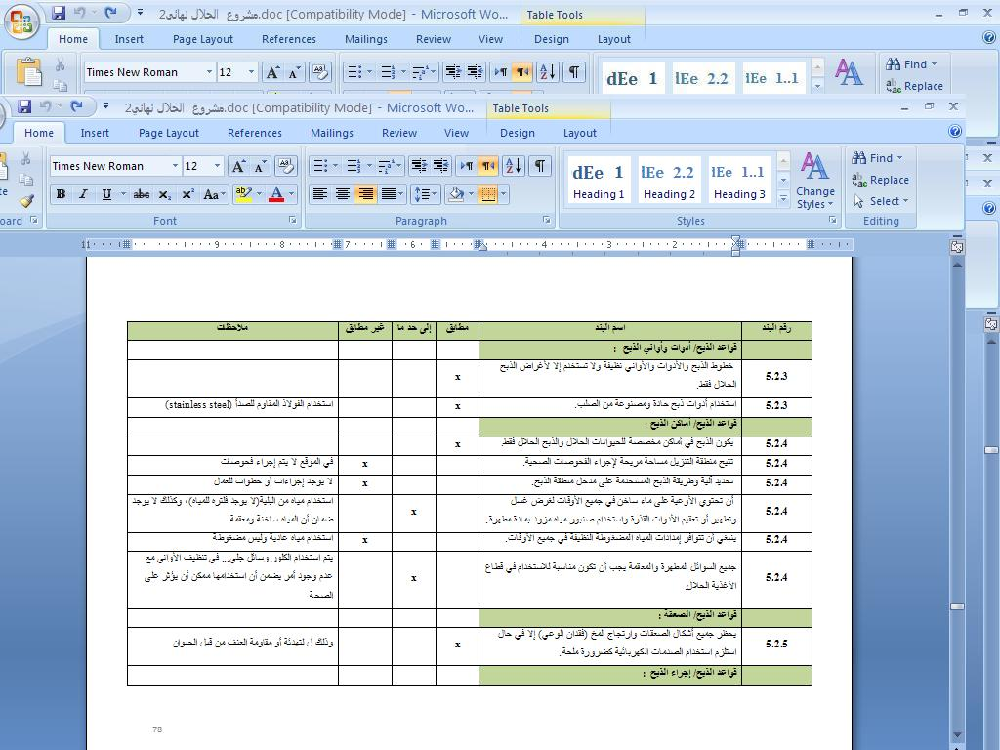 مشروع الحلال نهائي2.doc [Compatibility Mode] - Microsoft Wo...
Table Tools
Home Insert Page Layout References Mailings Review View Design Layout
Times New Roman 12
dEe 1 lEe 2.2 lEe 1..1
Find
Replace
مشروع الحلال نهائي2.doc [Compatibility Mode] - Microsoft Wo...
Table Tools
Home Insert Page Layout References Mailings Review View Design Layout
Times New Roman 12
dEe 1 lEe 2.2 lEe 1..1
Heading 1 Heading 2 Heading 3
Change Styles
Find
Replace
Select
oard Font Paragraph Styles Editing
رقم البند اسم البند مطابق إلى حد ما غير مطابق ملاحظات
قواعد الذبح/ أدوات وأواني الذبح :
5.2.3 خطوط الذبح والأدوات والأواني نظيفة ولا تستخدم إلا لأغراض الذبح x
الحلال فقط.
5.2.3 استخدام أدوات ذبح حادة ومصنوعة من الصلب. x استخدام الفولاذ المقاوم للصدأ (stainless steel)
قواعد الذبح/ أماكن الذبح :
5.2.4 يكون الذبح في أماكن مخصصة للحيوانات الحلال والذبح الحلال فقط. x
5.2.4 تتيح منطقة التنزيل مساحة مريحة لإجراء الفحوصات الصحية. x في الموقع لا يتم إجراء فحوصات
5.2.4 تحديد ألية وطريقة الذبح المستخدمة على مدخل منطقة الذبح. x لا يوجد إجراءات أو خطوات للعمل
5.2.4 أن تحتوي الأوعية على ماء ساخن في جميع الأوقات لغرض غسل x استخدام مياه من البلدية(لا يوجد فلتره للمياه)، وكذلك لا يوجد
وتطهير أو تعقيم الأدوات القذرة واستخدام صنبور مياه مزود بمادة مطهرة. ضمان أن المياه ساخنة ومعقمة
5.2.4 ينبغي أن تتوافر إمدادات المياه المضغوطة النظيفة في جميع الأوقات. x استخدام مياه عادية وليس مضغوطة
5.2.4 جميع السوائل المطهرة والمعقمة يجب أن تكون مناسبة للاستخدام في قطاع x يتم استخدام الكلور وسائل جلي... في تنظيف الأواني مع
الأغذية الحلال. عدم وجود أمر يضمن أن استخدامها ممكن أن يؤثر على
الصحة
قواعد الذبح/ الصعقة :
5.2.5 يحظر جميع أشكال الصعقات وارتجاج المخ (فقدان الوعي) إلا في حال x وذلك ل لتهدئة أو مقاومة العنف من قبل الحيوان
استلزم استخدام الصدمات الكهربائية كضرورة ملحة.
قواعد الذبح/ إجراء الذبح :
78